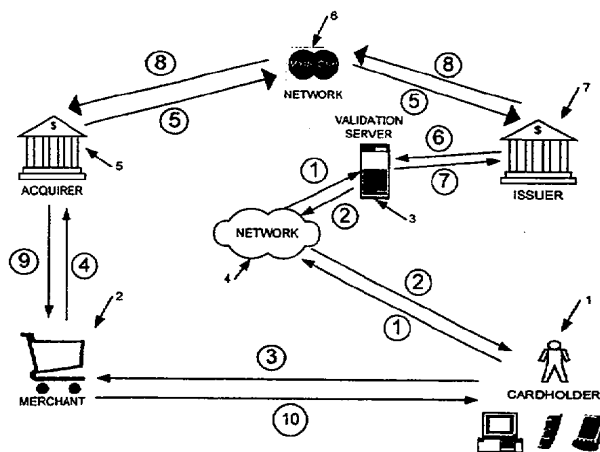 6
8
8
NETWORK
7
5
5
$
VALIDATION
SERVER
6
$
5
ACQUIRER
1
7
ISSUER
2
3
NETWORK
4
9
4
2
2
1
1
3
MERCHANT
10
CARDHOLDER